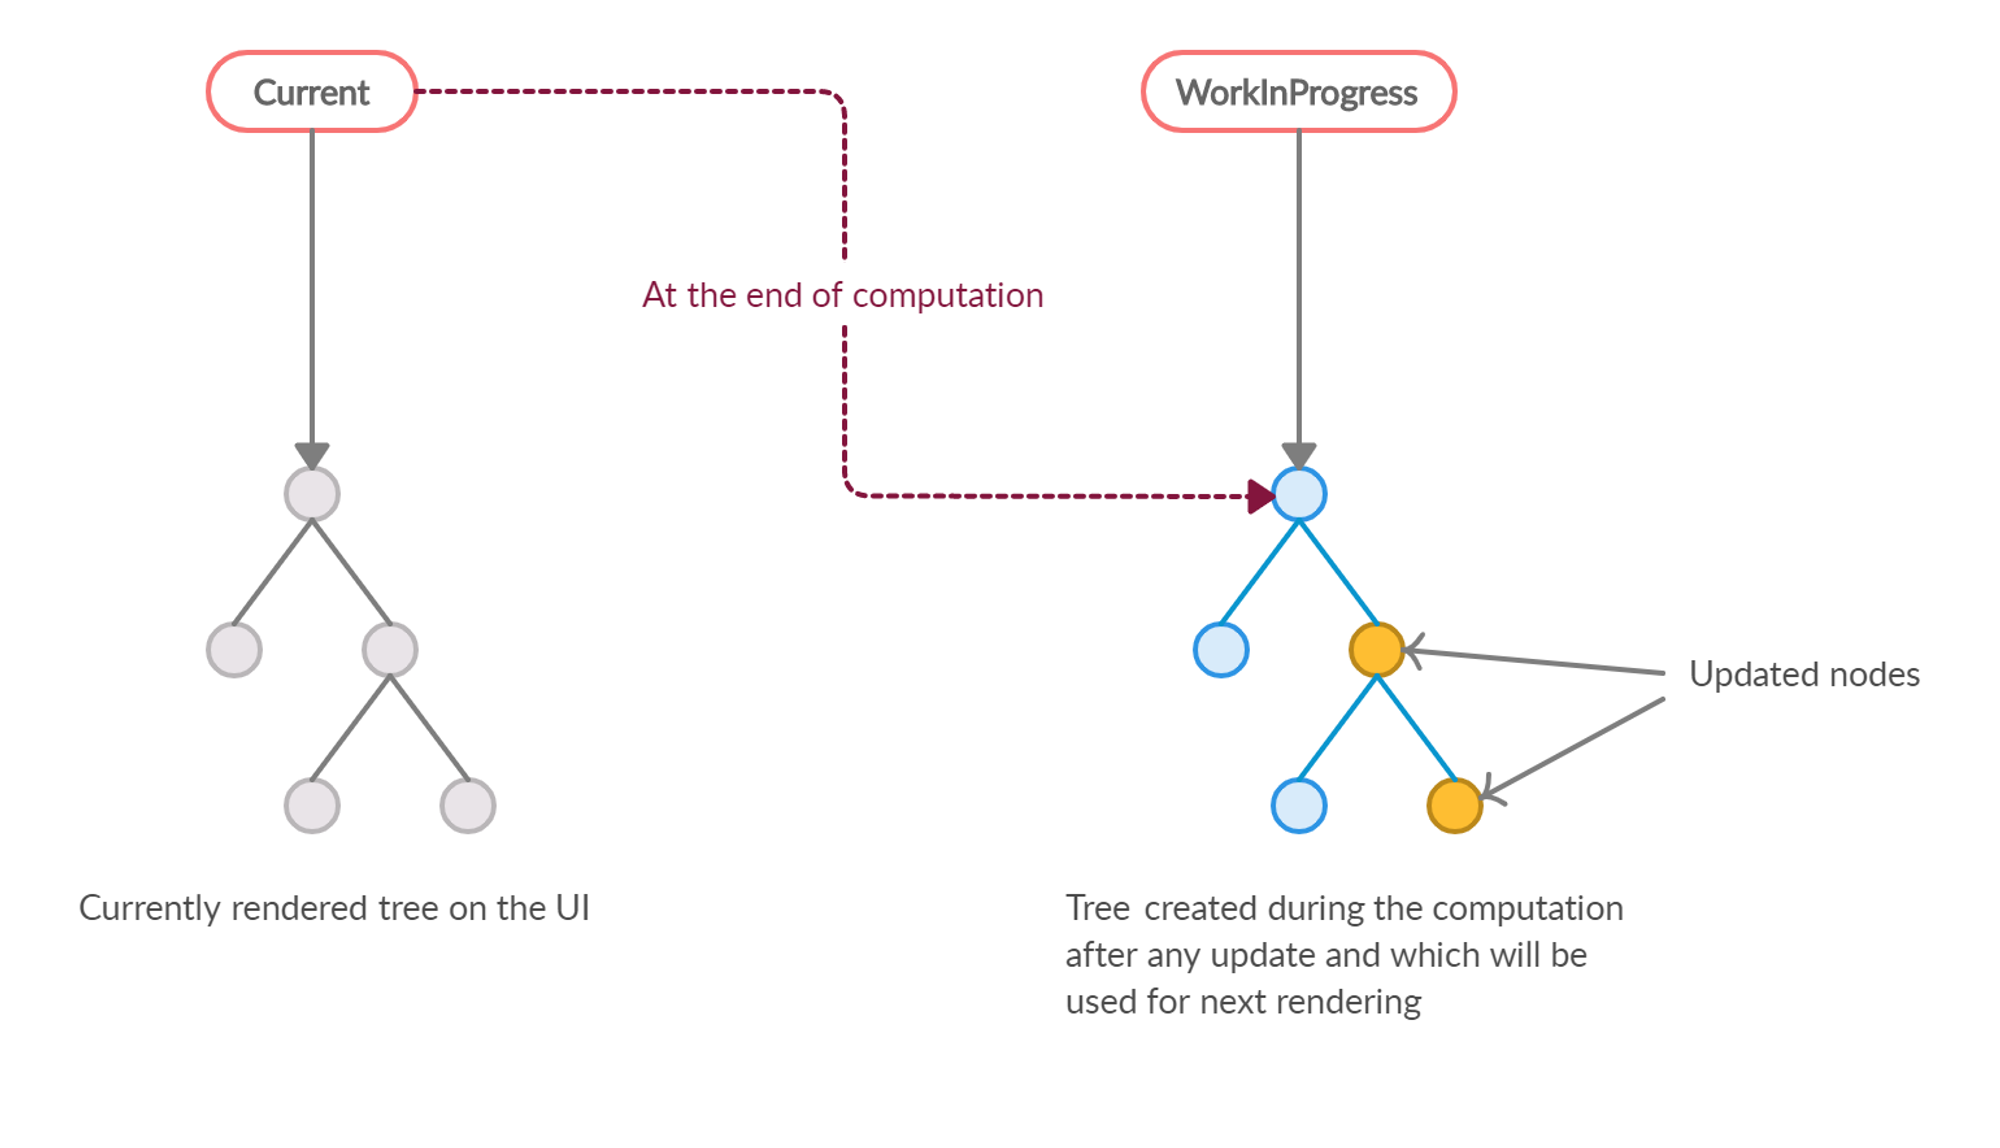 Current
WorkInProgress
At the end of computation
Updated nodes
Currently rendered tree on the UI
Tree created during the computation
after any update and which will be
used for next rendering